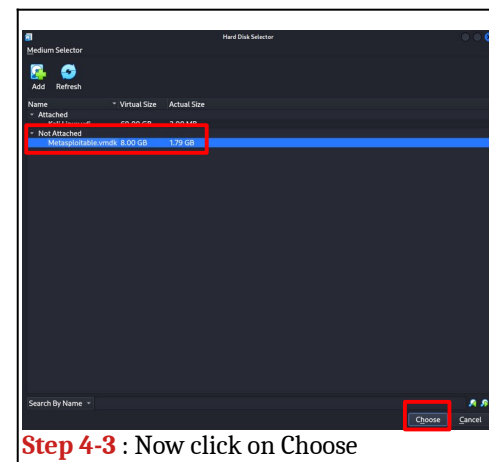 Hard Disk Selector
Medium Selector
Add Refresh
Name Virtual Size Actual Size
Attached
Not Attached
Metasploitable.vmdk 8.00 GB 1.79 GB
Search By Name
Choose Cancel
Step 4-3 : Now click on Choose